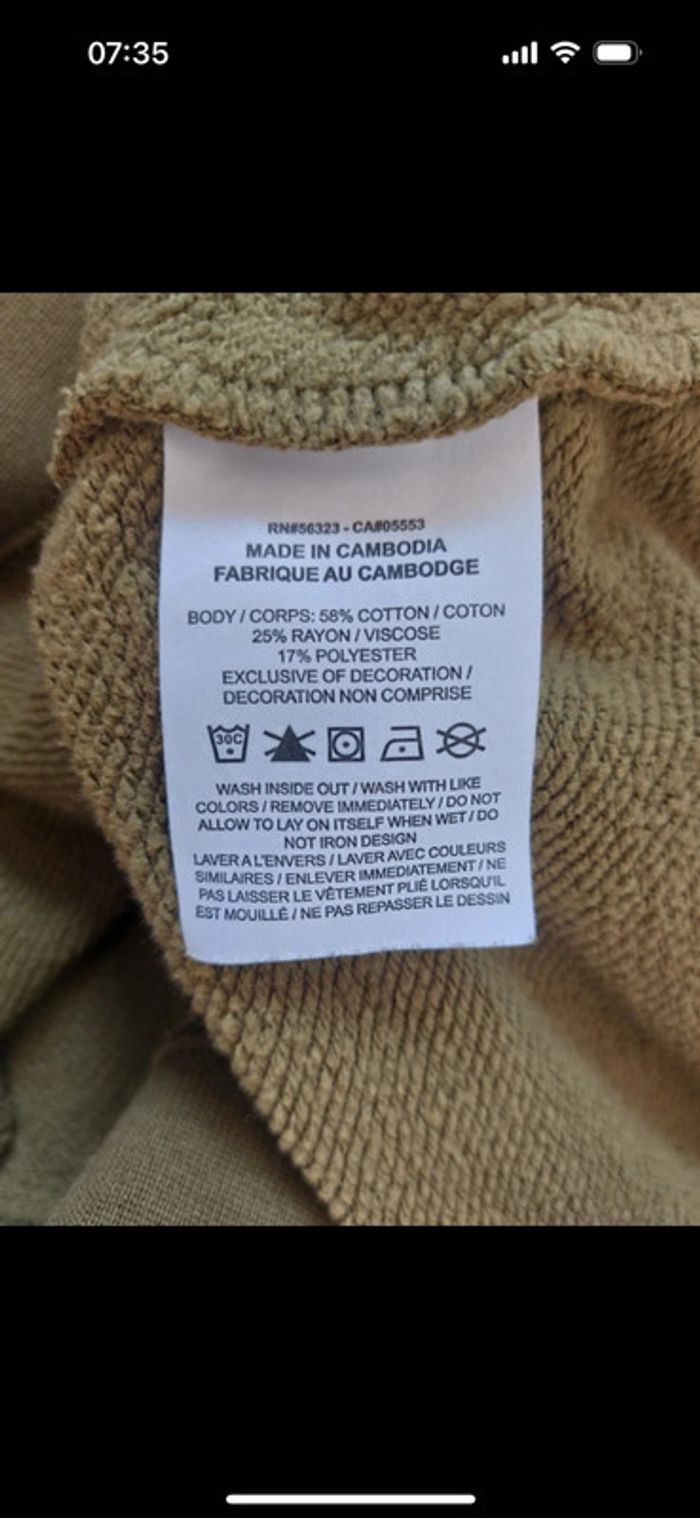 07:35
RN#56323 - CA#05553
MADE IN CAMBODIA
FABRIQUE AU CAMBODGE
BODY / CORPS: 58% COTTON / COTON
25% RAYON / VISCOSE
17% POLYESTER
EXCLUSIVE OF DECORATION /
DECORATION NON COMPRISE
30C
WASH INSIDE OUT / WASH WITH LIKE
COLORS / REMOVE IMMEDIATELY / DO NOT
ALLOW TO LAY ON ITSELF WHEN WET / DO
NOT IRON DESIGN
LAVER A L'ENVERS / LAVER AVEC COULEURS
SIMILAIRES / ENLEVER IMMEDIATEMENT / NE
PAS LAISSER LE VÊTEMENT PLIÉ LORSQU'IL
EST MOUILLÉ / NE PAS REPASSER LE DESSIN